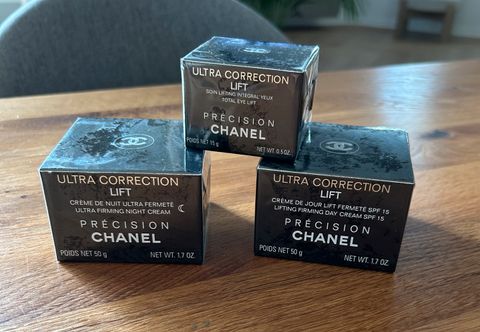 ULTRA CORRECTION
LIFT
SOIN LIFTING INTÉGRAL YEUX
TOTAL EYE LIFT
PRÉCISION
CHANEL
POIDS NET 15 g
NET WT. 0.5 OZ.
ULTRA CORRECTION
LIFT
CRÈME DE NUIT ULTRA FERMETÉ
ULTRA FIRMING NIGHT CREAM
PRÉCISION
CHANEL
POIDS NET 50 g
NET WT. 1.7 OZ.
ULTRA CORRECTION
LIFT
CRÈME DE JOUR LIFT FERMETÉ SPF 15
LIFTING FIRMING DAY CREAM SPF 15
PRÉCISION
CHANEL
POIDS NET 50 g
NET WT. 1.7 OZ.